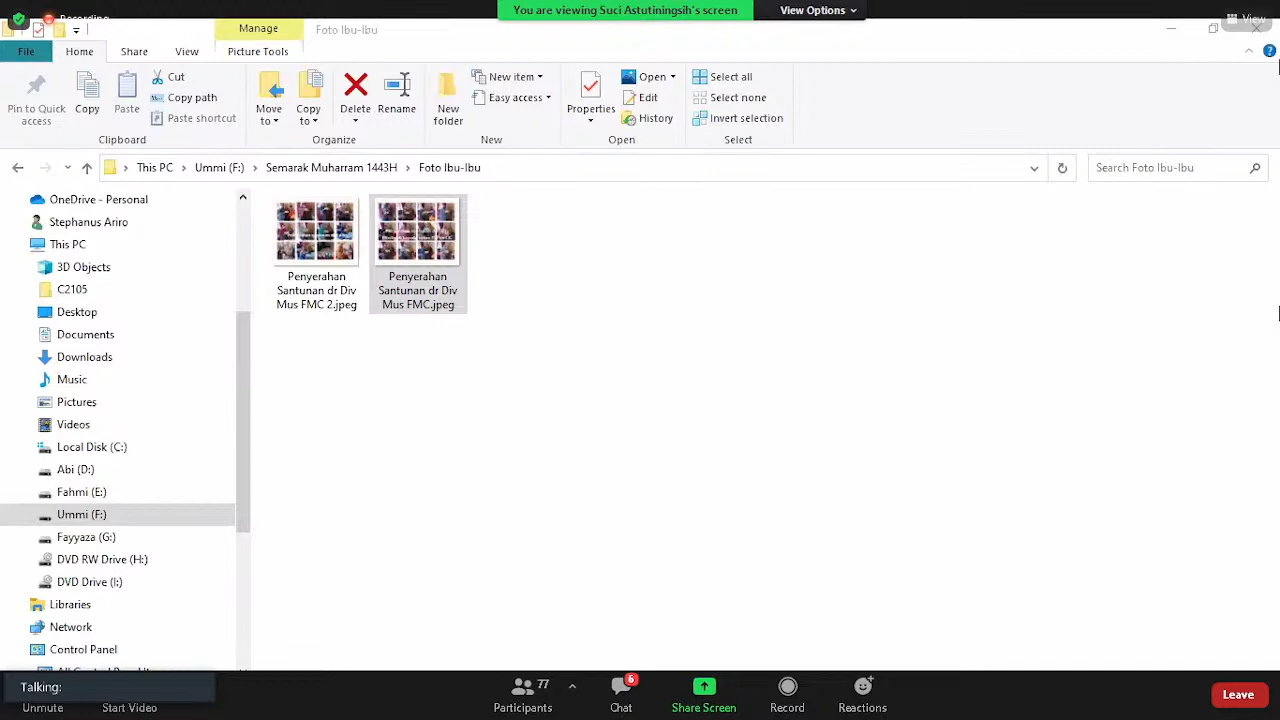 Recording
You are viewing Suci Astutiningsih's screen
View Options
View
Manage
Foto Ibu-Ibu
File
Home
Share
View
Picture Tools
Pin to Quick access
Copy
Paste
Cut
Copy path
Paste shortcut
Clipboard
Move to
Copy to
Delete
Rename
Organize
New folder
New item
Easy access
New
Properties
Open
Edit
History
Open
Select all
Select none
Invert selection
Select
This PC > Ummi (F:) > Semarak Muharram 1443H > Foto Ibu-Ibu
Search Foto Ibu-Ibu
OneDrive - Personal
Stephanus Ariro
This PC
3D Objects
C2105
Desktop
Documents
Downloads
Music
Pictures
Videos
Local Disk (C:)
Abi (D:)
Fahmi (E:)
Ummi (F:)
Fayyaza (G:)
DVD RW Drive (H:)
DVD Drive (I:)
Libraries
Network
Control Panel
Penyerahan
Santunan dr Div
Mus FMC 2.jpeg
Penyerahan
Santunan dr Div
Mus FMC.jpeg
Talking:
Unmute
Start Video
77
Participants
6
Chat
Share Screen
Record
Reactions
Leave